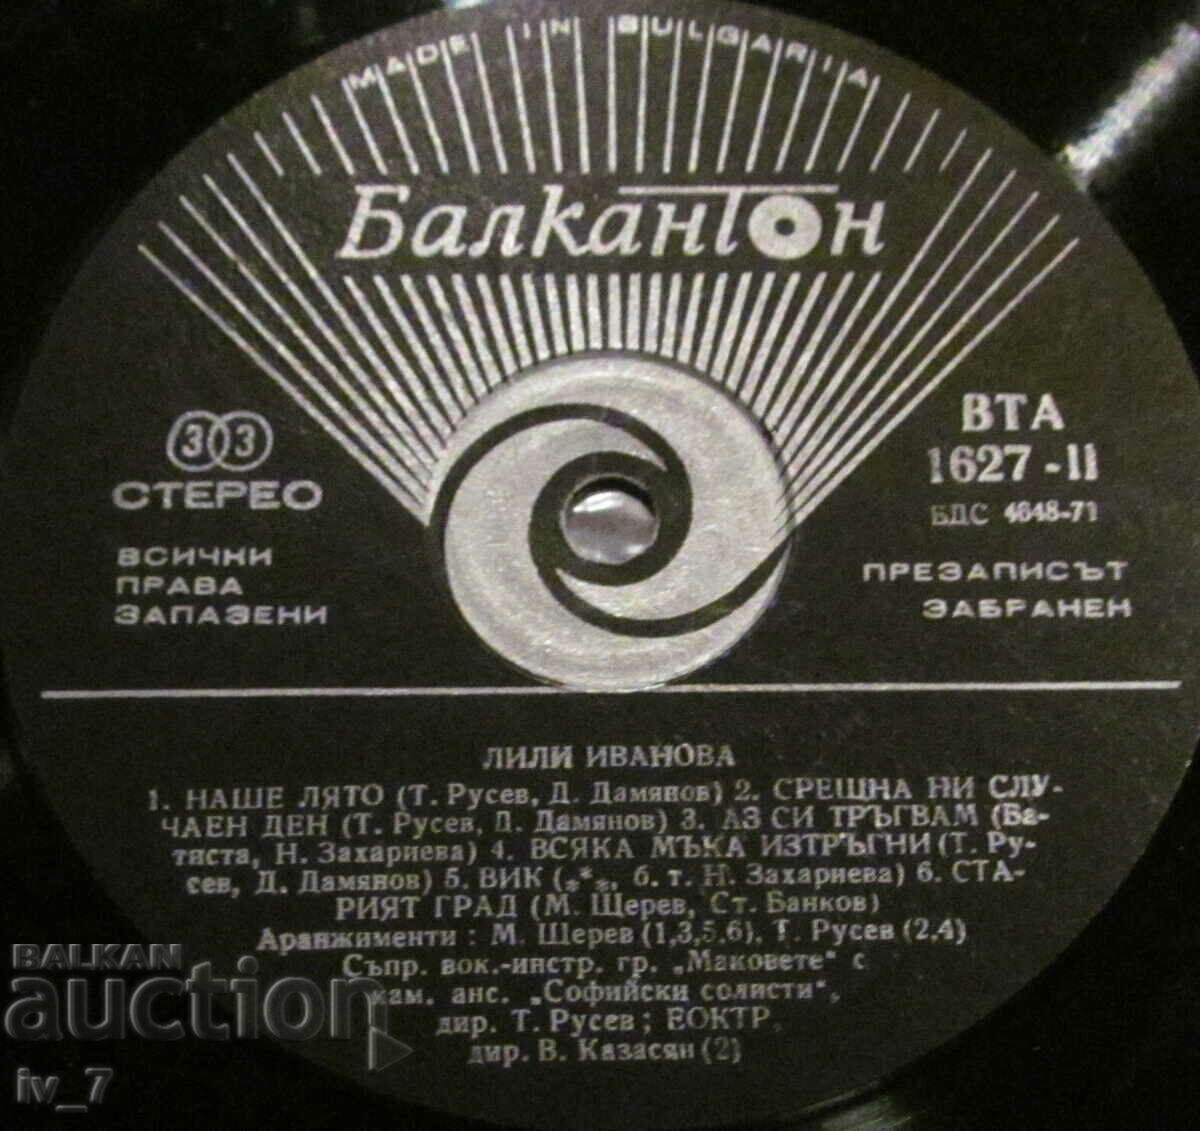 MADE IN BULGARIA
Балкантон
33
СТЕРЕО
ВСИЧКИ
ПРАВА
ЗАПАЗЕНИ
ВТА
1627 - II
БДС 4648-71
ПРЕЗАПИСЪТ
ЗАБРАНЕН
ЛИЛИ ИВАНОВА
1. НАШЕ ЛЯТО (Т. Русев, Д. Дамянов) 2. СРЕЩНА НИ СЛУ-
ЧАЕН ДЕН (Т. Русев, Д. Дамянов) 3. АЗ СИ ТРЪГВАМ (Ба-
тиста, Н. Захариева) 4. ВСЯКА МЪКА ИЗТРЪГНИ (Т. Ру-
сев, Д. Дамянов) 5. ВИК (***, б. т. Н. Захариева) 6. СТА-
РИЯТ ГРАД (М. Щерев, Ст. Банков)
Аранжименти : М. Щерев (1,3,5,6), Т. Русев (2,4)
Съпр. вок.-инстр. гр. „Маковете“ с
кам. анс. „Софийски солисти“,
дир. Т. Русев ; ЕОКТР,
дир. В. Казасян (2)
BALKAN
auction
iv_7